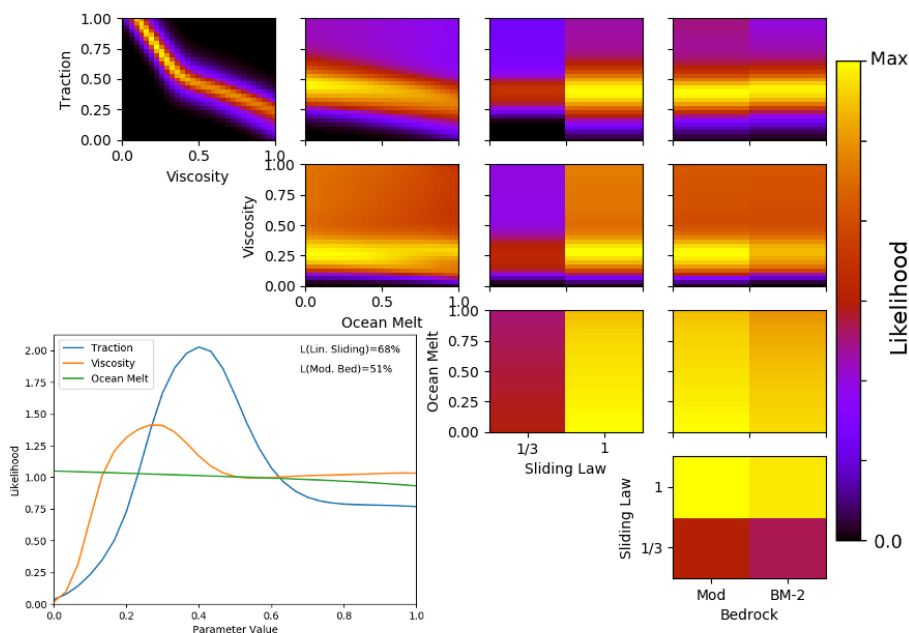 1.00
0.75
0.50
0.25
0.00
Traction
0.0
0.5
1.0
Viscosity
Max
Likelihood
0.0
1.00
0.75
0.50
0.25
0.00
Viscosity
0.0
0.5
1.0
Ocean Melt
1.00
0.75
0.50
0.25
0.00
Ocean Melt
1/3
1
Sliding Law
1
1/3
Sliding Law
Mod
BM-2
Bedrock
2.00
1.75
1.50
1.25
1.00
0.75
0.50
0.25
0.00
Likelihood
Traction
Viscosity
Ocean Melt
L(Lin. Sliding)=68%
L(Mod. Bed)=51%
0.0
0.2
0.4
0.6
0.8
1.0
Parameter Value